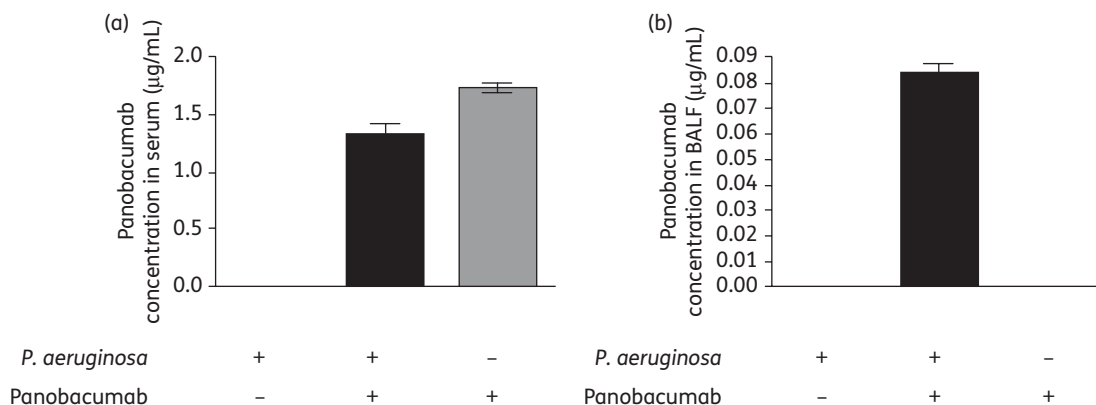 (a)
Panobacumab
concentration in serum (μg/mL)
2.0
1.5
1.0
0.5
0.0
P. aeruginosa + + –
Panobacumab – + +
(b)
Panobacumab
concentration in BALF (μg/mL)
0.09
0.08
0.07
0.06
0.05
0.04
0.03
0.02
0.01
0.00
P. aeruginosa + + –
Panobacumab – + +